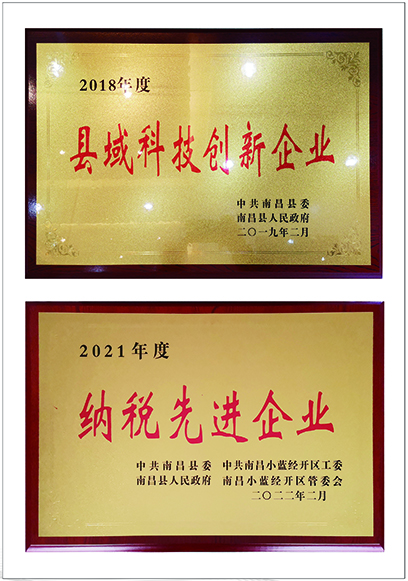 2018年度
县域科技创新企业
中共南昌县委
南昌县人民政府
二〇一九年二月
2021年度
纳税先进企业
中共南昌县委 中共南昌小蓝经开区工委
南昌县人民政府 南昌小蓝经开区管委会
二〇二二年二月